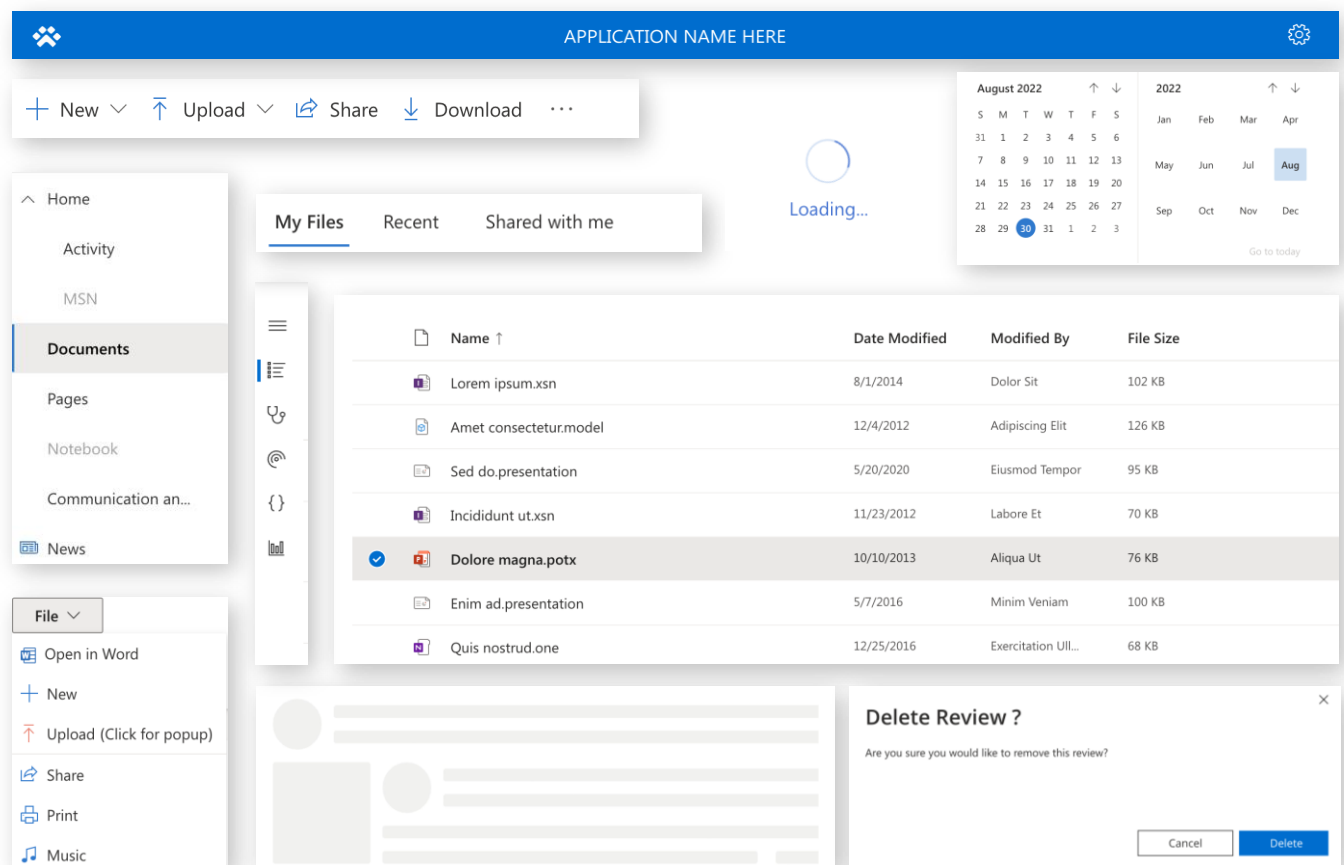 APPLICATION NAME HERE
New Upload Share Download ...
August 2022
S M T W T F S
31 1 2 3 4 5 6
7 8 9 10 11 12 13
14 15 16 17 18 19 20
21 22 23 24 25 26 27
28 29 30 31 1 2 3
2022
Jan Feb Mar Apr
May Jun Jul Aug
Sep Oct Nov Dec
Go to today
Loading...
Home
Activity
MSN
Documents
Pages
Notebook
Communication an...
News
My Files Recent Shared with me
Name ↑ Date Modified Modified By File Size
Lorem ipsum.xsn 8/1/2014 Dolor Sit 102 KB
Amet consectetur.model 12/4/2012 Adipiscing Elit 126 KB
Sed do.presentation 5/20/2020 Eiusmod Tempor 95 KB
Incididunt ut.xsn 11/23/2012 Labore Et 70 KB
Dolore magna.potx 10/10/2013 Aliqua Ut 76 KB
Enim ad.presentation 5/7/2016 Minim Veniam 100 KB
Quis nostrud.one 12/25/2016 Exercitation Ull... 68 KB
File
Open in Word
New
Upload (Click for popup)
Share
Print
Music
Delete Review ?
Are you sure you would like to remove this review?
Cancel Delete